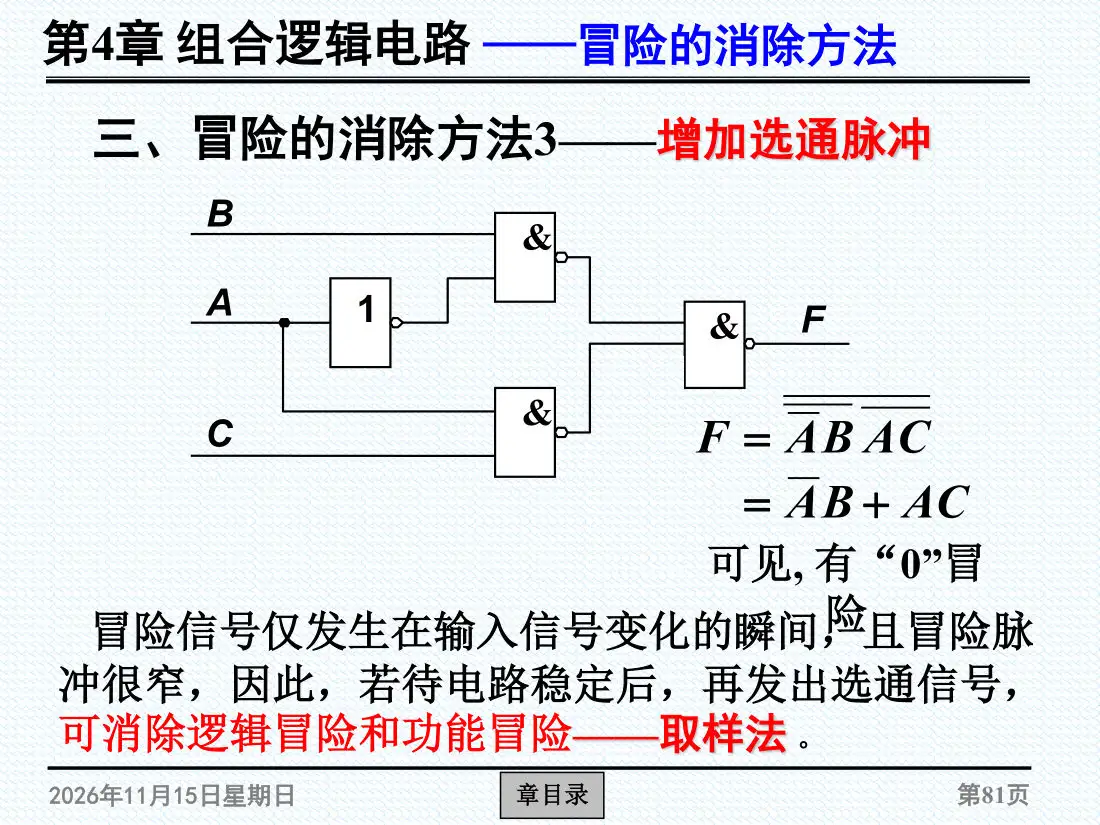 第4章 组合逻辑电路 ——冒险的消除方法
三、冒险的消除方法3——增加选通脉冲
B
&
A
1
& F
&
C
F = \overline{\overline{\overline{A}B}\ \overline{AC}}
= \overline{A}B + AC
可见, 有“0”冒
险
冒险信号仅发生在输入信号变化的瞬间，且冒险脉
冲很窄，因此，若待电路稳定后，再发出选通信号，
可消除逻辑冒险和功能冒险——取样法 。
2026年11月15日星期日
章目录
第81页